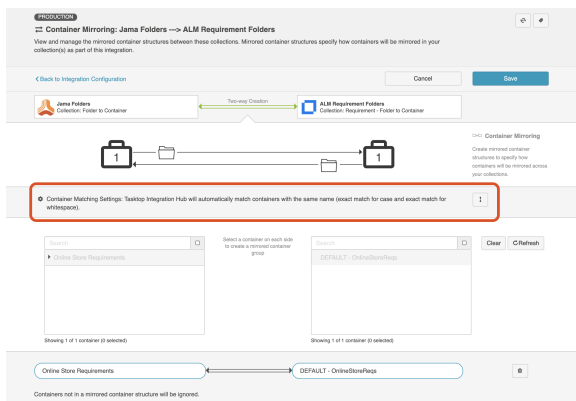 PRODUCTION
Container Mirroring: Jama Folders ---> ALM Requirement Folders
View and manage the mirrored container structures between these collections. Mirrored container structures specify how containers will be mirrored in your
collection(s) as part of this integration.
Back to Integration Configuration
Cancel
Save
Jama Folders
Collection: Folder to Container
Two-way Creation
ALM Requirement Folders
Collection: Requirement - Folder to Container
1
1
Container Mirroring
Create mirrored container
structures to specify how
containers will be mirrored across
your collections.
Container Matching Settings: Tasktop Integration Hub will automatically match containers with the same name (exact match for case and exact match for
whitespace).
Search
Select a container on each side
to create a mirrored container
group
Search
Clear
Refresh
Online Store Requirements
DEFAULT - OnlineStoreReqs
Showing 1 of 1 container (0 selected)
Showing 1 of 1 container (0 selected)
Online Store Requirements
DEFAULT - OnlineStoreReqs
Containers not in a mirrored container structure will be ignored.